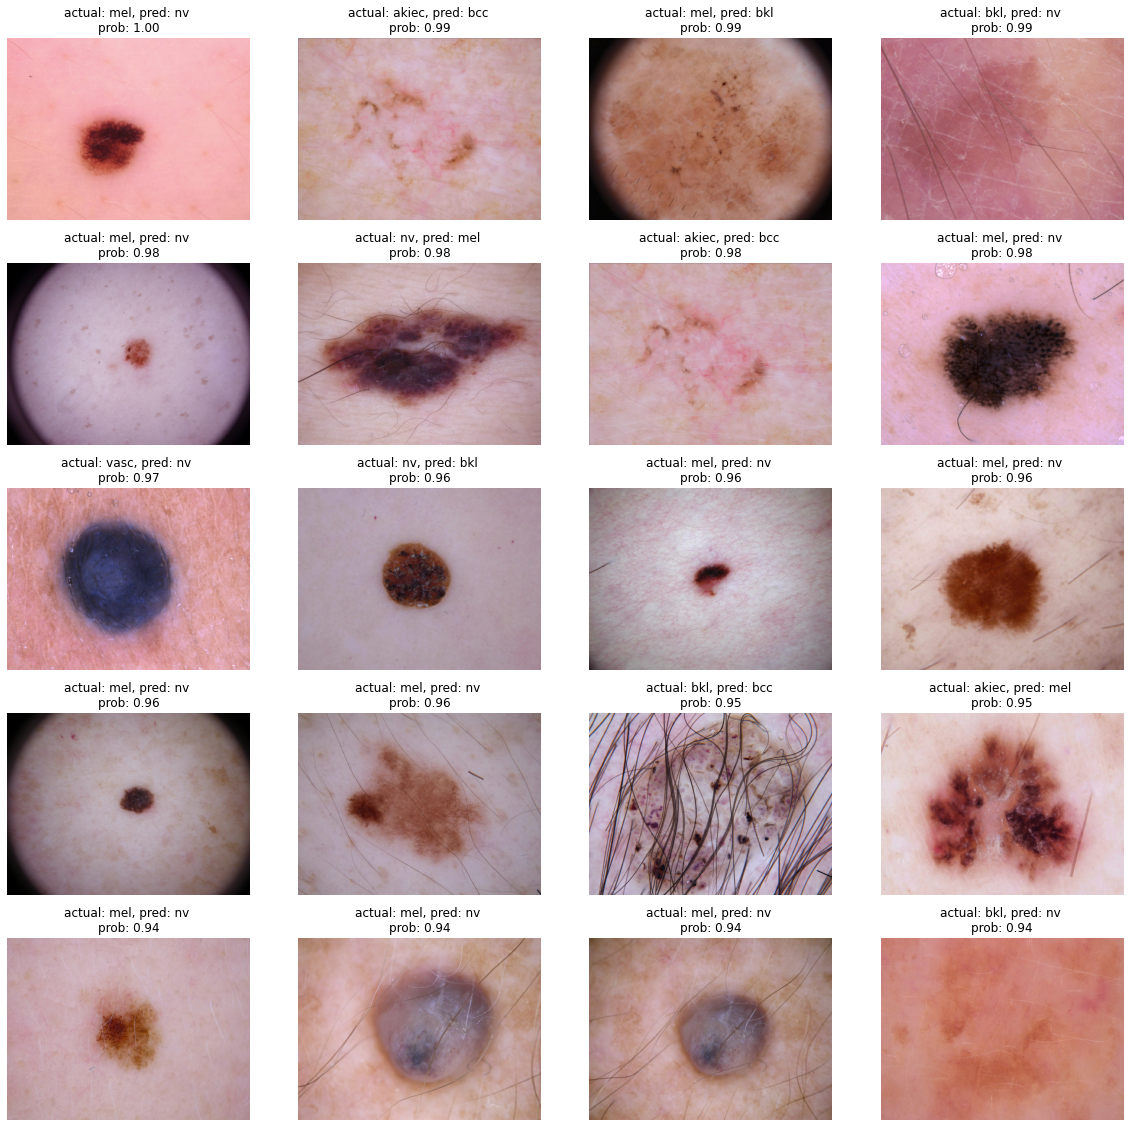 actual: mel, pred: nv
prob: 1.00
actual: akiec, pred: bcc
prob: 0.99
actual: mel, pred: bkl
prob: 0.99
actual: bkl, pred: nv
prob: 0.99
actual: mel, pred: nv
prob: 0.98
actual: nv, pred: mel
prob: 0.98
actual: akiec, pred: bcc
prob: 0.98
actual: mel, pred: nv
prob: 0.98
actual: vasc, pred: nv
prob: 0.97
actual: nv, pred: bkl
prob: 0.96
actual: mel, pred: nv
prob: 0.96
actual: mel, pred: nv
prob: 0.96
actual: mel, pred: nv
prob: 0.96
actual: mel, pred: nv
prob: 0.96
actual: bkl, pred: bcc
prob: 0.95
actual: akiec, pred: mel
prob: 0.95
actual: mel, pred: nv
prob: 0.94
actual: mel, pred: nv
prob: 0.94
actual: mel, pred: nv
prob: 0.94
actual: bkl, pred: nv
prob: 0.94